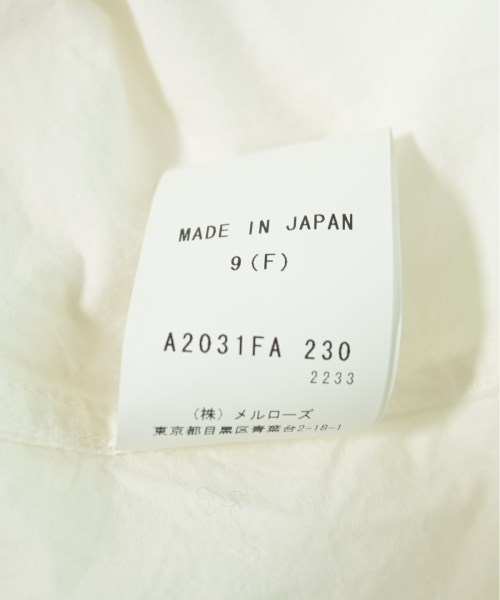 MADE IN JAPAN
9(F)
A2031FA 230
2233
(株) メルローズ
東京都目黒区青葉台2-18-1